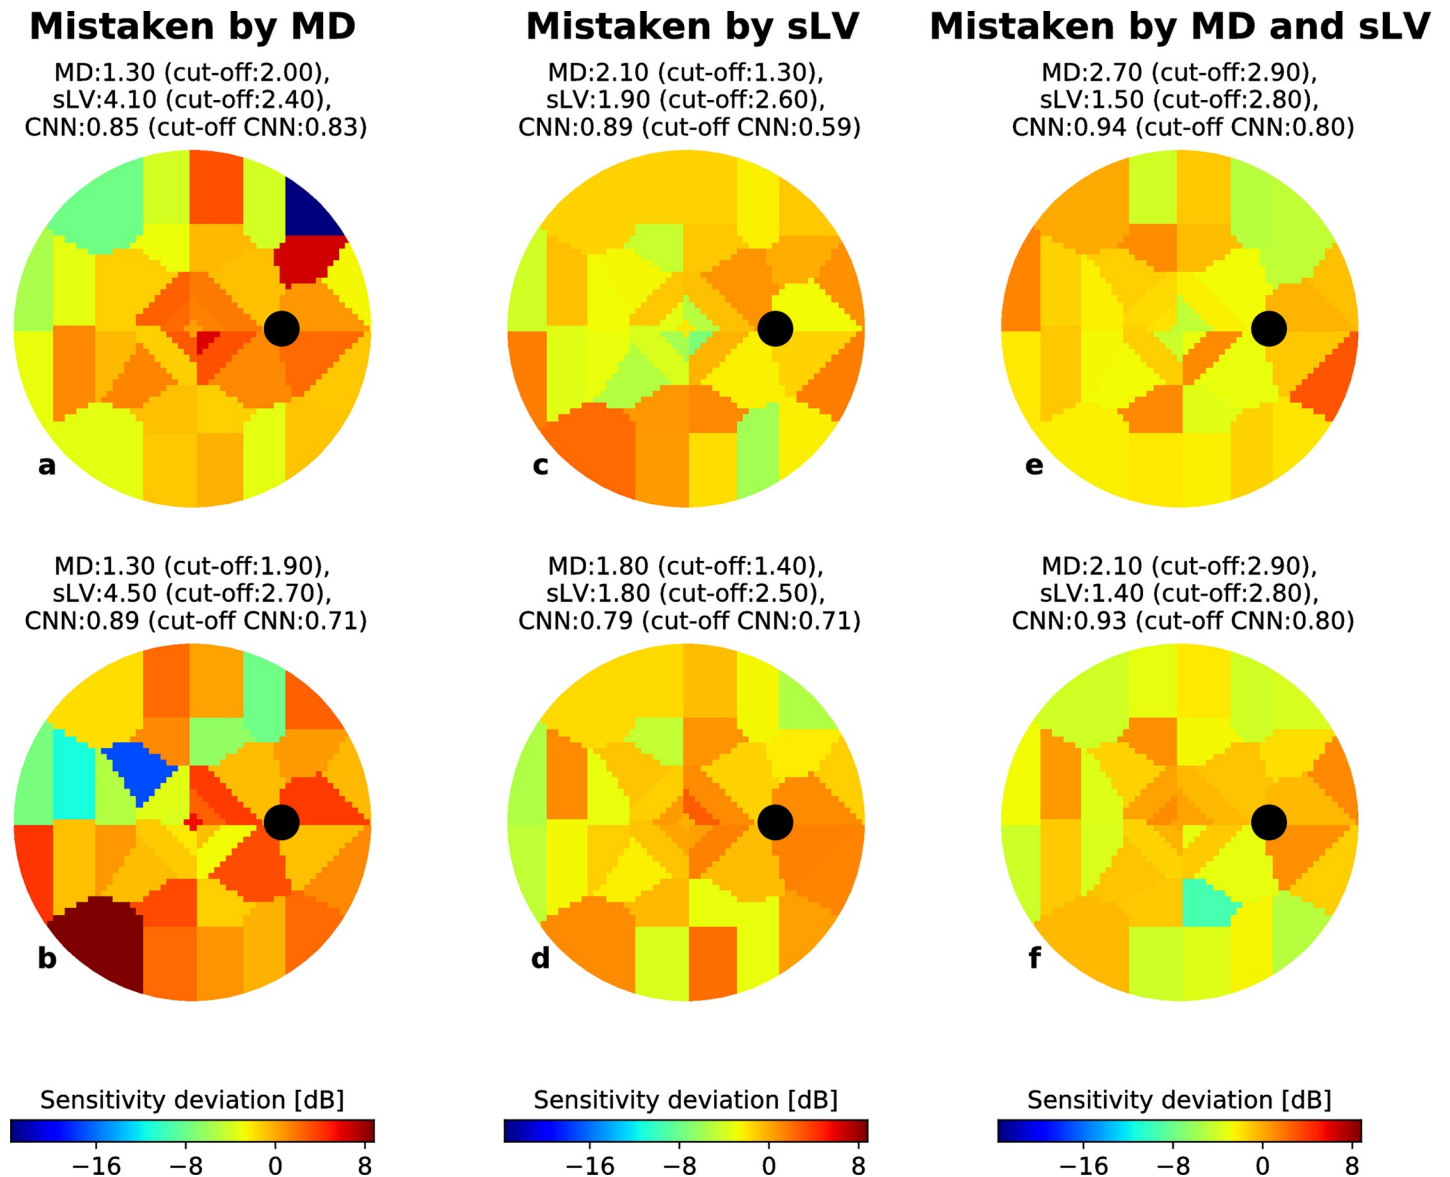 Mistaken by MD
MD:1.30 (cut-off:2.00),
sLV:4.10 (cut-off:2.40),
CNN:0.85 (cut-off CNN:0.83)
a
MD:1.30 (cut-off:1.90),
sLV:4.50 (cut-off:2.70),
CNN:0.89 (cut-off CNN:0.71)
b
Sensitivity deviation [dB]
−16 −8 0 8
Mistaken by sLV
MD:2.10 (cut-off:1.30),
sLV:1.90 (cut-off:2.60),
CNN:0.89 (cut-off CNN:0.59)
c
MD:1.80 (cut-off:1.40),
sLV:1.80 (cut-off:2.50),
CNN:0.79 (cut-off CNN:0.71)
d
Sensitivity deviation [dB]
−16 −8 0 8
Mistaken by MD and sLV
MD:2.70 (cut-off:2.90),
sLV:1.50 (cut-off:2.80),
CNN:0.94 (cut-off CNN:0.80)
e
MD:2.10 (cut-off:2.90),
sLV:1.40 (cut-off:2.80),
CNN:0.93 (cut-off CNN:0.80)
f
Sensitivity deviation [dB]
−16 −8 0 8